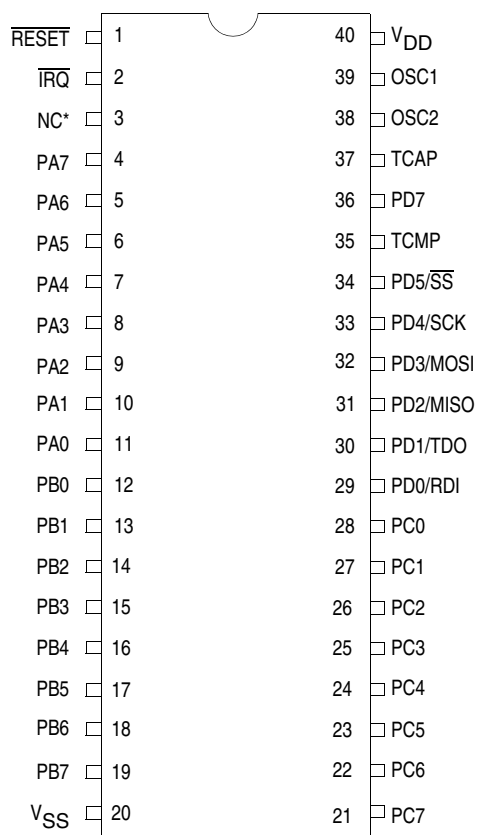 R̅E̅S̅E̅T̅ 1 40 VDD
I̅R̅Q̅ 2 39 OSC1
NC* 3 38 OSC2
PA7 4 37 TCAP
PA6 5 36 PD7
PA5 6 35 TCMP
PA4 7 34 PD5/S̅S̅
PA3 8 33 PD4/SCK
PA2 9 32 PD3/MOSI
PA1 10 31 PD2/MISO
PA0 11 30 PD1/TDO
PB0 12 29 PD0/RDI
PB1 13 28 PC0
PB2 14 27 PC1
PB3 15 26 PC2
PB4 16 25 PC3
PB5 17 24 PC4
PB6 18 23 PC5
PB7 19 22 PC6
VSS 20 21 PC7